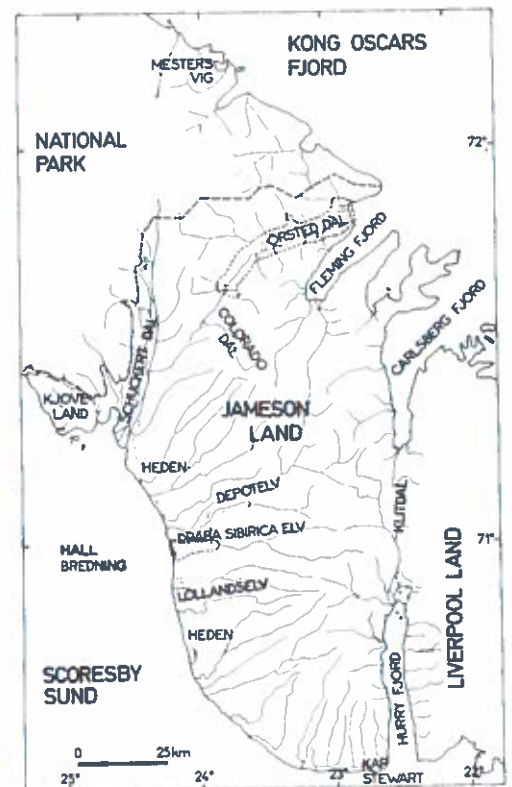 KONG OSCARS
FJORD
MESTERS
VIG
NATIONAL
PARK
72°
ØRSTED DAL
FLEMING FJORD
CARLSBERG FJORD
COLORADO
DAL
SCHUCHERT DAL
KJOVE
LAND
JAMESON
LAND
HEDEN
DEPOTELV
KLITDAL
71°
DRABA SIBIRICA ELV
HALL
BREDNING
LIVERPOOL LAND
LOLLANDSELV
HEDEN
HURRY FJORD
SCORESBY
SUND
0 25km
KAP
STEWART
25° 24° 23° 22°